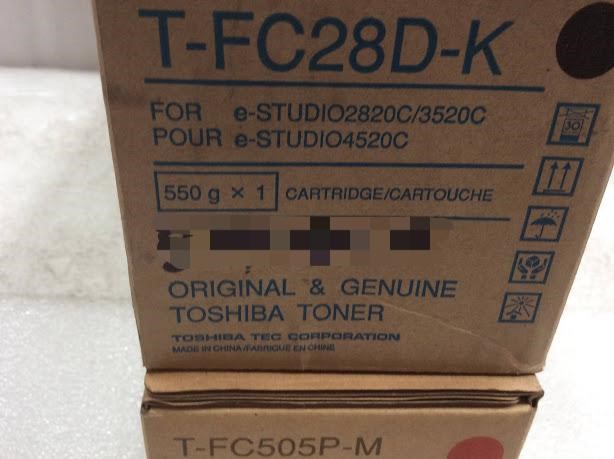 T-FC28D-K
FOR e-STUDIO2820C/3520C
POUR e-STUDIO4520C
550 g × 1 CARTRIDGE/CARTOUCHE
ORIGINAL & GENUINE
TOSHIBA TONER
TOSHIBA TEC CORPORATION
MADE IN CHINA/FABRIQUE EN CHINE
30
T-FC505P-M